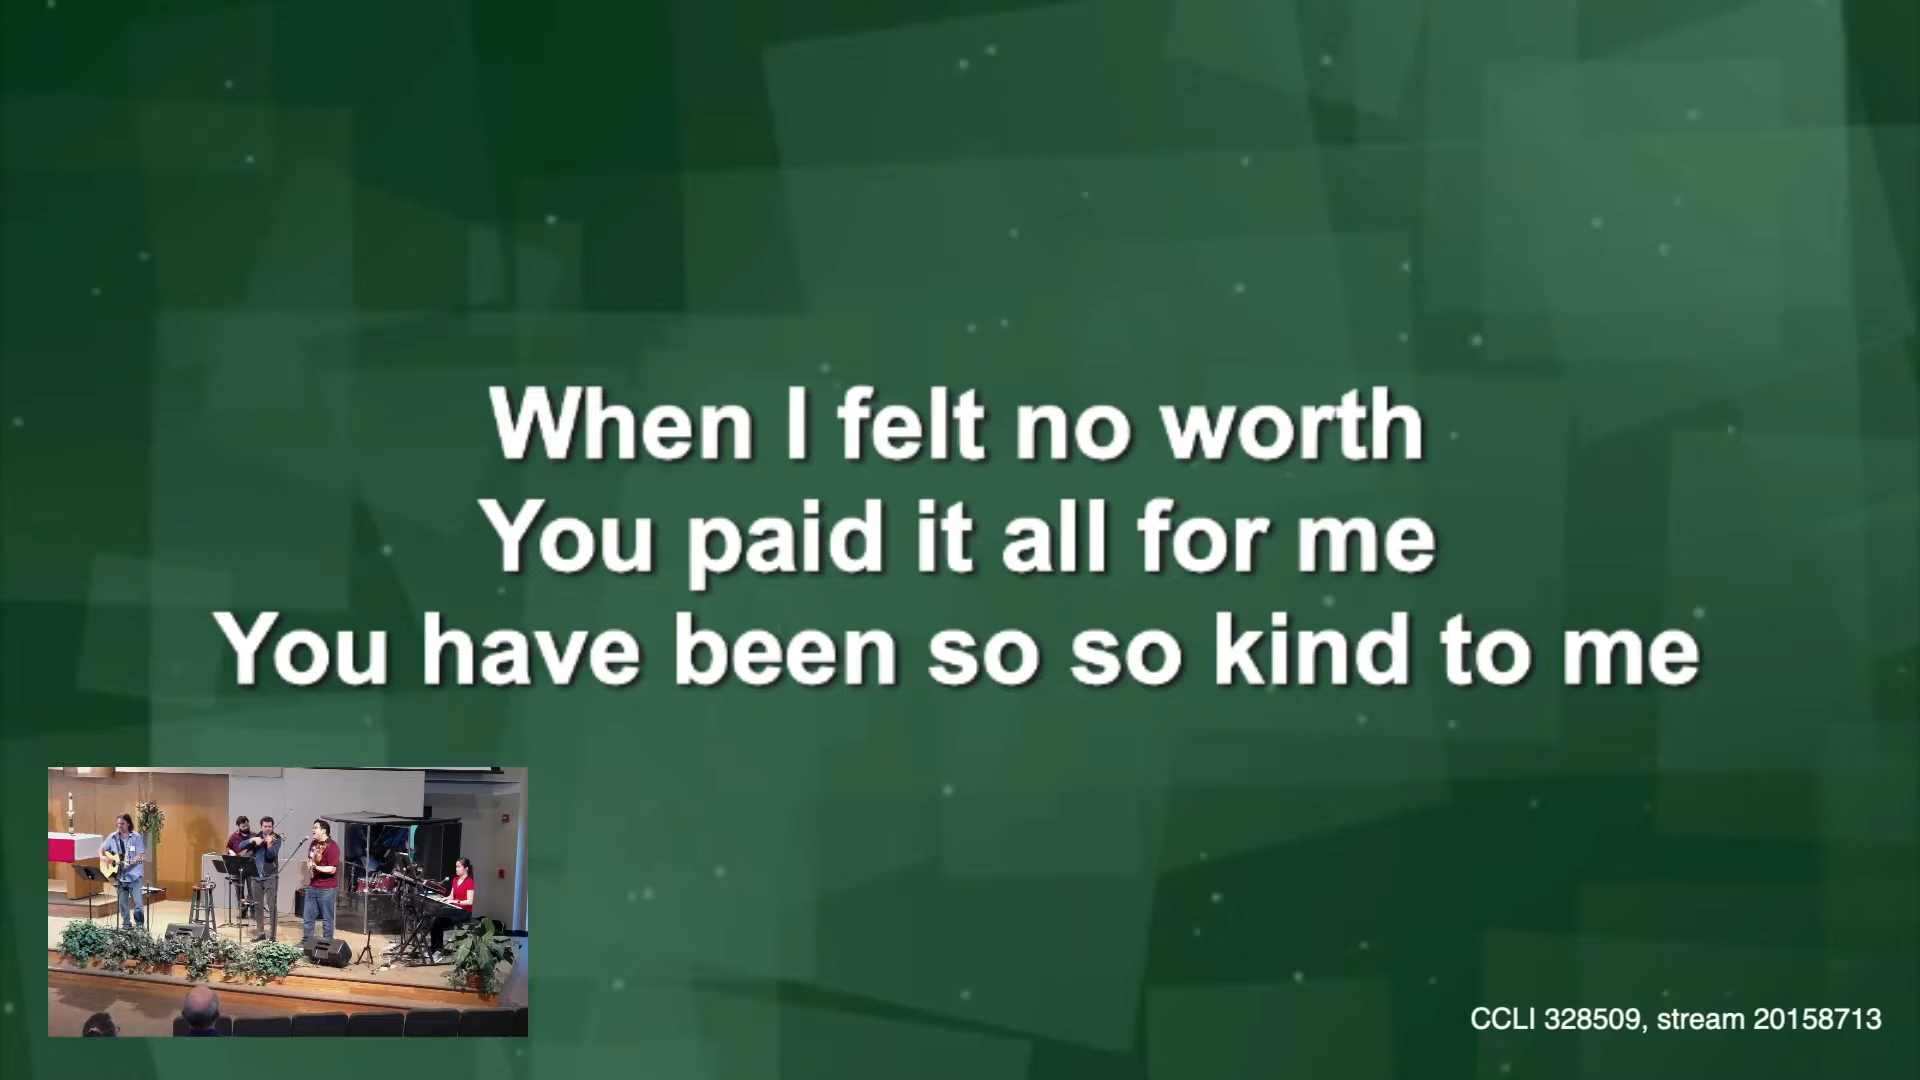 When I felt no worth
You paid it all for me
You have been so so kind to me
CCLI 328509, stream 20158713